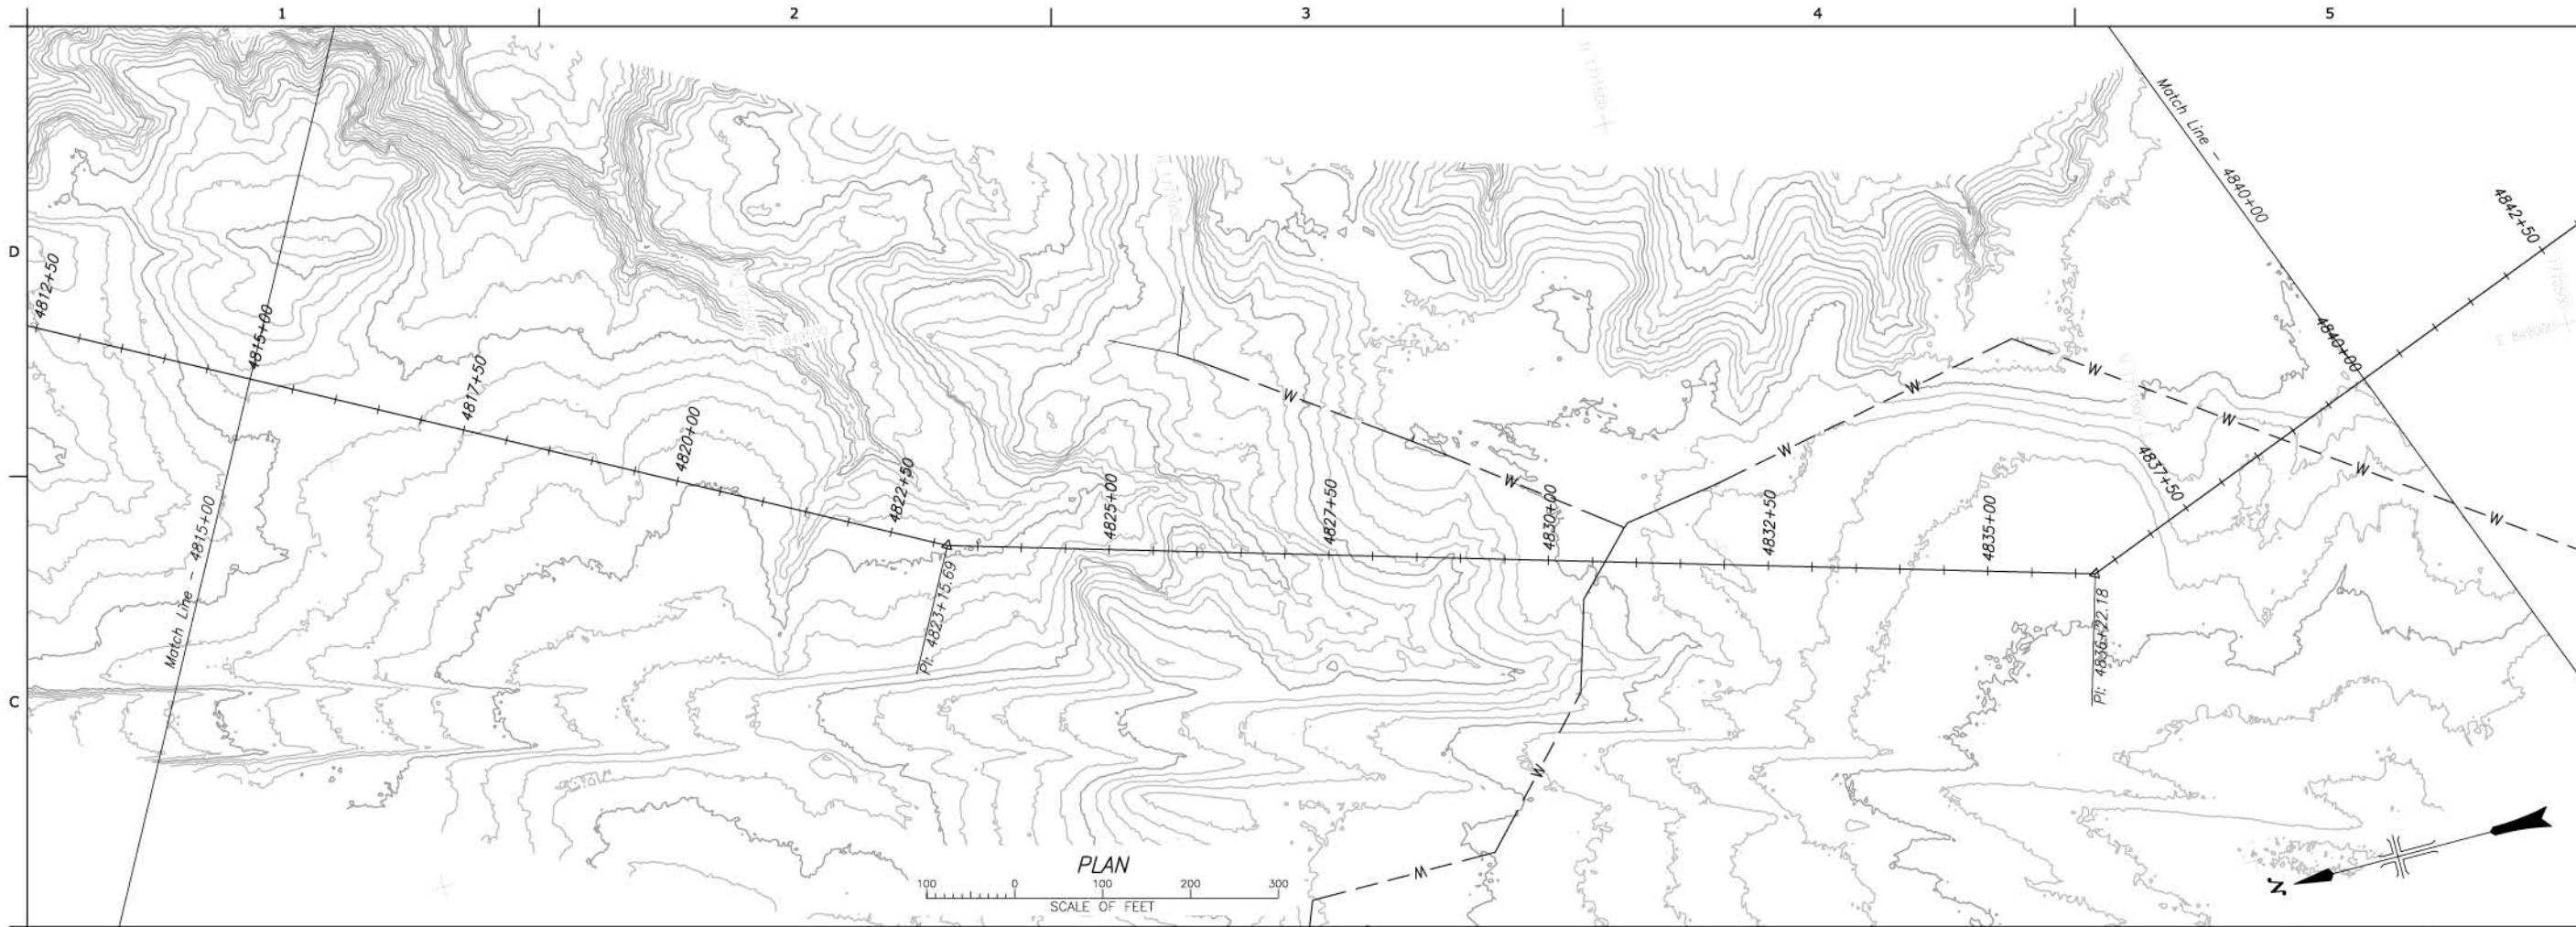 1
2
3
4
5
D
C
4812+50
4815+00
4817+50
4820+00
4822+50
4825+00
4827+50
4830+00
4832+50
4835+00
4837+50
4840+00
4842+50
Match Line - 4815+00
Match Line - 4840+00
PI: 4823+15.69
PI: 4836+22.18
W
W
W
W
W
W
W
W
W
W
PLAN
100 0 100 200 300
SCALE OF FEET
N